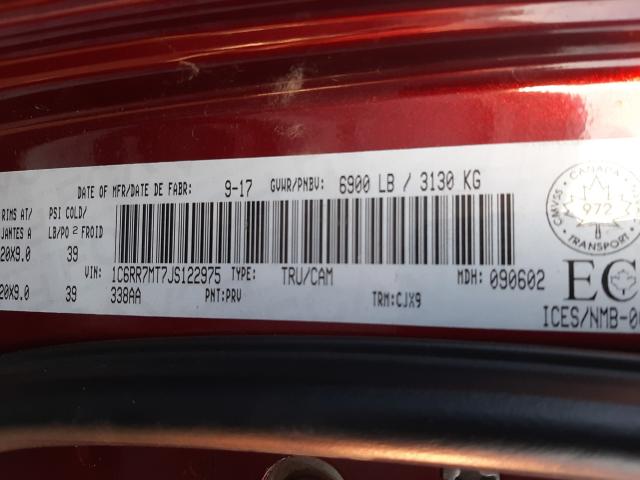 DATE OF MFR/DATE DE FABR: 9-17 GVWR/PNBV: 6900 LB / 3130 KG
RIMS AT/ PSI COLD/
JANTES A LB/PO 2 FROID
20X9.0 39
VIN: 1C6RR7MT7JS122975 TYPE: TRU/CAM MDH: 090602
20X9.0 39 338AA PNT: PRV TRM: CJX9
CANADA
CMVSS
972
EC
ICES/NMB-00